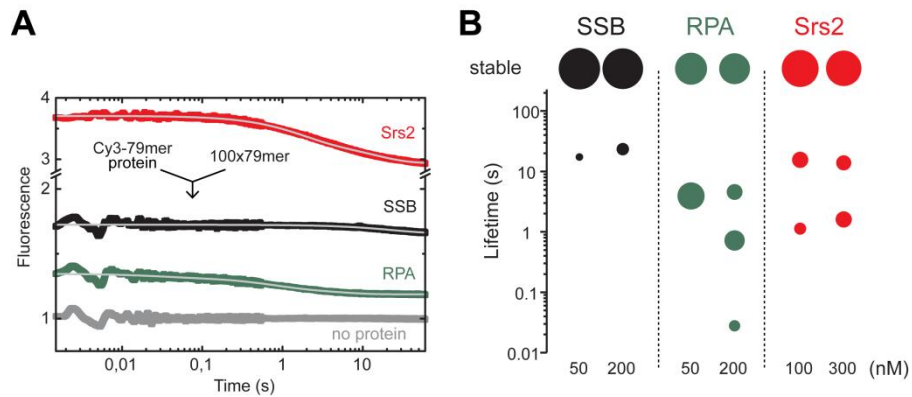 A
4
3
2
1
Fluorescence
Srs2
Cy3-79mer
protein
100x79mer
SSB
RPA
no protein
0,01
0,1
1
10
Time (s)
B
SSB
RPA
Srs2
stable
100
10
1
0.1
0.01
Lifetime (s)
50
200
50
200
100
300
(nM)